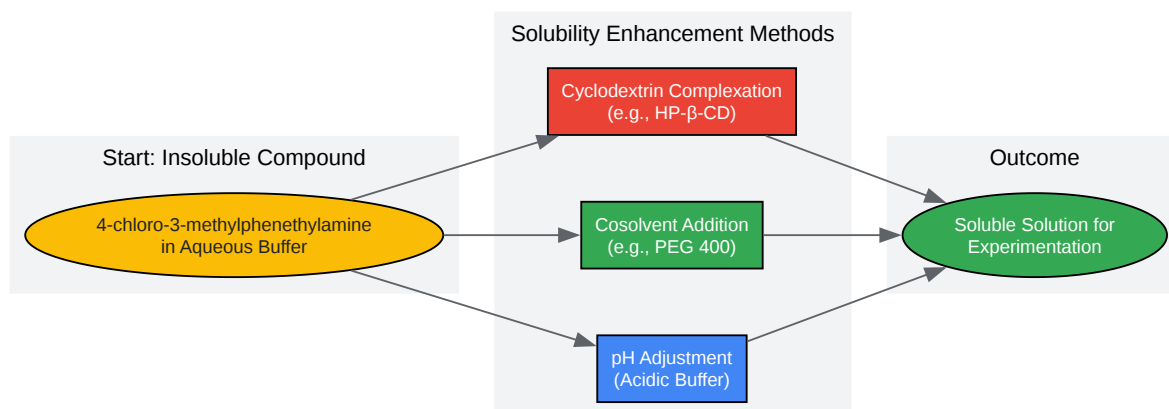 Solubility Enhancement Methods
Cyclodextrin Complexation
(e.g., HP-β-CD)
Start: Insoluble Compound
Outcome
4-chloro-3-methylphenethylamine
in Aqueous Buffer
Cosolvent Addition
(e.g., PEG 400)
Soluble Solution for
Experimentation
pH Adjustment
(Acidic Buffer)